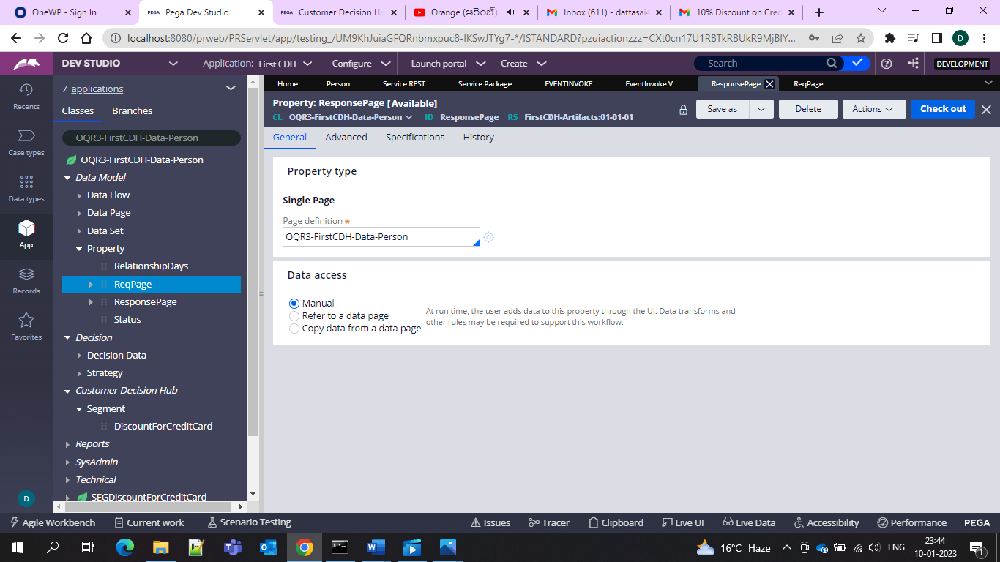 OneWP - Sign In
PEGA Pega Dev Studio
PEGA Customer Decision Hu
Orange (ఆరెంజ్)
Inbox (611) - dattasai4
10% Discount on Cred
localhost:8080/prweb/PRServlet/app/testing_/UM9KhJuiaGFQRnbmxpuc8-lKSwJTYg7-*/!STANDARD?pzuiactionzzz=CXt0cn17U1RBTkRBUkR9MjBlY...
D
DEV STUDIO
Application: First CDH
Configure
Launch portal
Create
Search
DEVELOPMENT
7 applications
Classes Branches
OQR3-FirstCDH-Data-Person
OQR3-FirstCDH-Data-Person
Data Model
Data Flow
Data Page
Data Set
Property
RelationshipDays
ReqPage
ResponsePage
Status
Decision
Decision Data
Strategy
Customer Decision Hub
Segment
DiscountForCreditCard
Reports
SysAdmin
Technical
SEGDiscountForCreditCard
Recents
Case types
Data types
App
Records
Favorites
D
Home Person Service REST Service Package EVENTINVOKE EventInvoke V... ResponsePage ReqPage
Property: ResponsePage [Available]
CL OQR3-FirstCDH-Data-Person ID ResponsePage RS FirstCDH-Artifacts:01-01-01
Save as Delete Actions Check out
General Advanced Specifications History
Property type
Single Page
Page definition *
OQR3-FirstCDH-Data-Person
Data access
Manual
Refer to a data page
Copy data from a data page
At run time, the user adds data to this property through the UI. Data transforms and
other rules may be required to support this workflow.
Agile Workbench Current work Scenario Testing Issues Tracer Clipboard Live UI Live Data Accessibility Performance PEGA
16°C Haze ENG
23:44
10-01-2023
1